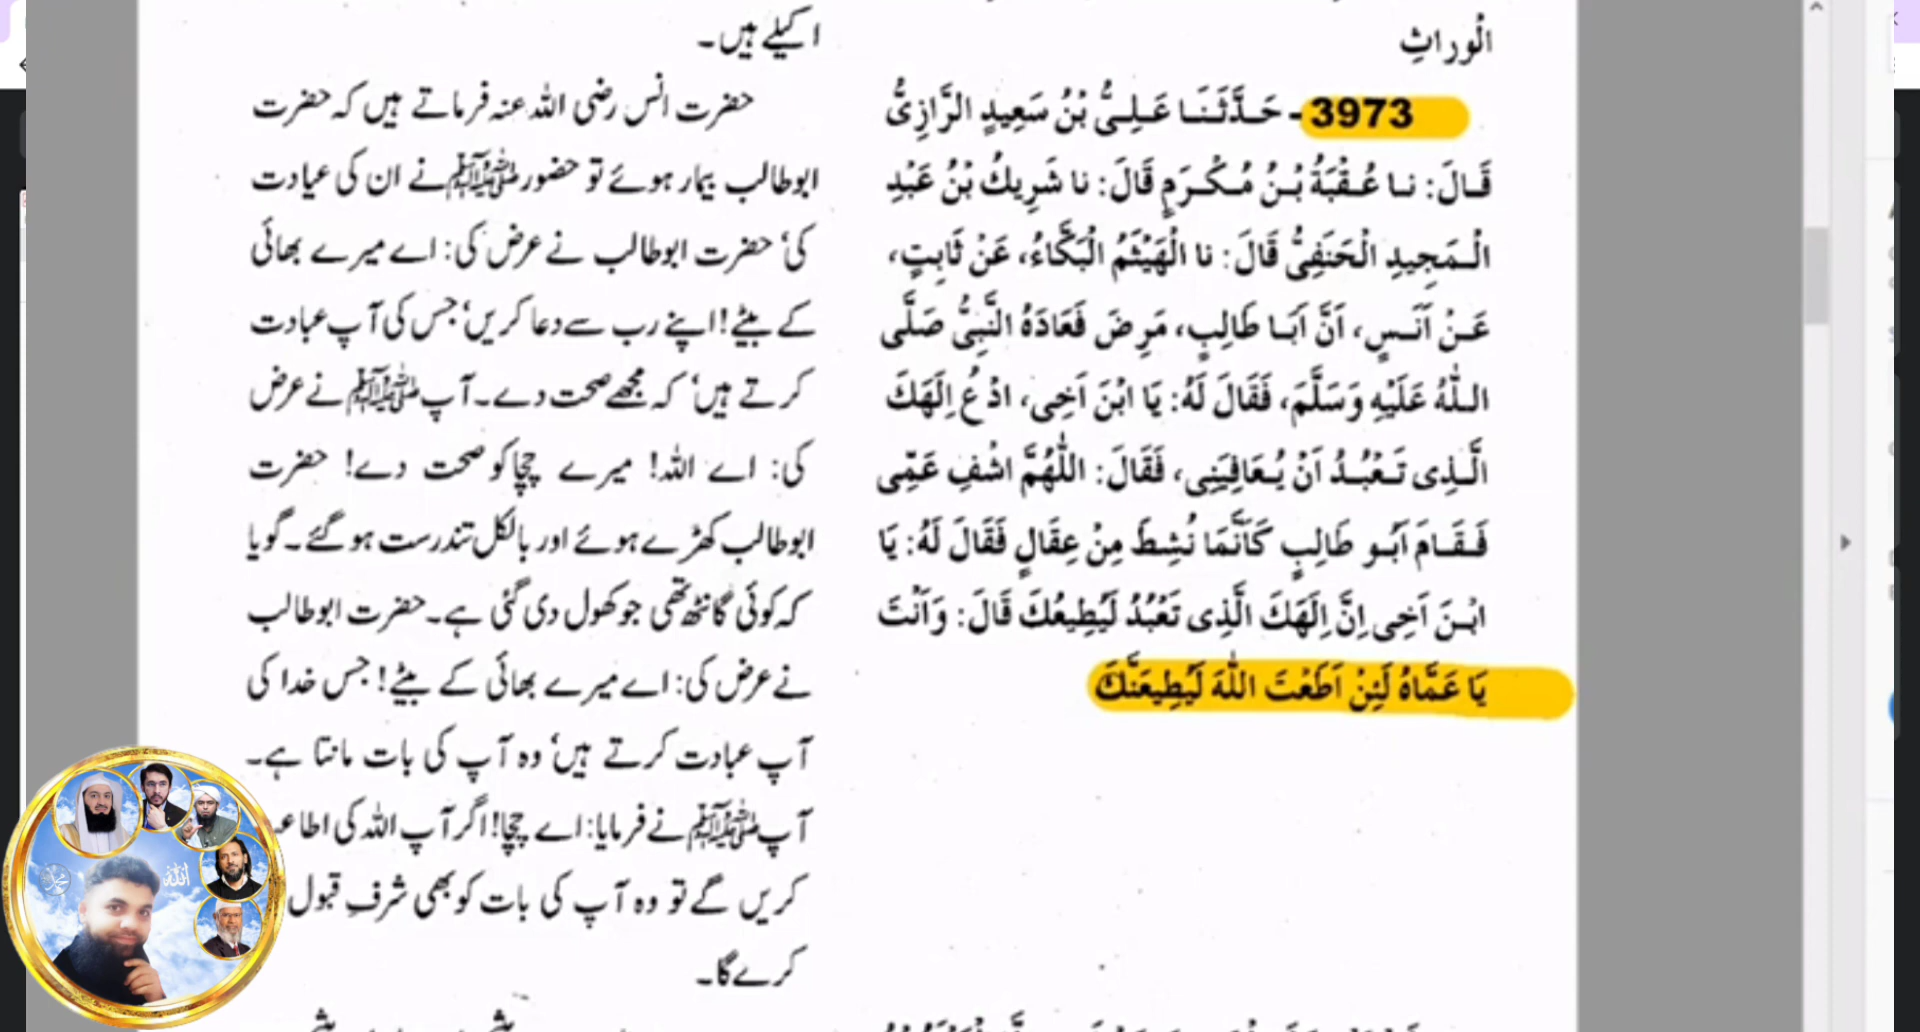 الْوَرَاثِ
3973- حَدَّثَنَا عَلِيُّ بْنُ سَعِيدٍ الرَّازِيُّ
قَالَ: نا عُقْبَةُ بْنُ مُكْرَمٍ قَالَ: نا شَرِيكُ بْنُ عَبْدِ
الْمَجِيدِ الْحَنَفِيُّ قَالَ: نا الْهَيْثَمُ الْبَكَّاءُ، عَنْ ثَابِتٍ،
عَنْ اَنَسٍ، اَنَّ اَبَا طَالِبٍ، مَرِضَ فَعَادَهُ النَّبِيُّ صَلَّى
اللّٰهُ عَلَيْهِ وَسَلَّمَ، فَقَالَ لَهُ: يَا ابْنَ اَخِى، ادْعُ اِلَهَكَ
الَّذِى تَعْبُدُ اَنْ يُعَافِيَنِى، فَقَالَ: اللّٰهُمَّ اشْفِ عَمِّى
فَقَامَ اَبُو طَالِبٍ كَاَنَّمَا نُشِطَ مِنْ عِقَالٍ فَقَالَ لَهُ: يَا
ابْنَ اَخِى اِنَّ اِلَهَكَ الَّذِى تَعْبُدُ لَيُطِيعُكَ قَالَ: وَاَنْتَ
يَا عَمَّاهُ لَئِنْ اَطَعْتَ اللّٰهَ لَيُطِيعَنَّكَ
اکیلے ہیں۔
حضرت انس رضی اللہ عنہ فرماتے ہیں کہ حضرت
ابوطالب بیمار ہوئے تو حضور ﷺ نے ان کی عیادت
کی، حضرت ابوطالب نے عرض کی: اے میرے بھائی
کے بیٹے! اپنے رب سے دعا کریں، جس کی آپ عبادت
کرتے ہیں، کہ مجھے صحت دے۔ آپ ﷺ نے عرض
کی: اے اللہ! میرے چچا کو صحت دے! حضرت
ابوطالب کھڑے ہوئے اور بالکل تندرست ہو گئے۔ گویا
کہ کوئی گانٹھ تھی جو کھول دی گئی ہے۔ حضرت ابوطالب
نے عرض کی: اے میرے بھائی کے بیٹے! جس خدا کی
آپ عبادت کرتے ہیں، وہ آپ کی بات مانتا ہے۔
آپ ﷺ نے فرمایا: اے چچا! اگر آپ اللہ کی
کریں گے تو وہ آپ کی بات کو بھی شرفِ قبول
کرے گا۔
اللہ
محمد